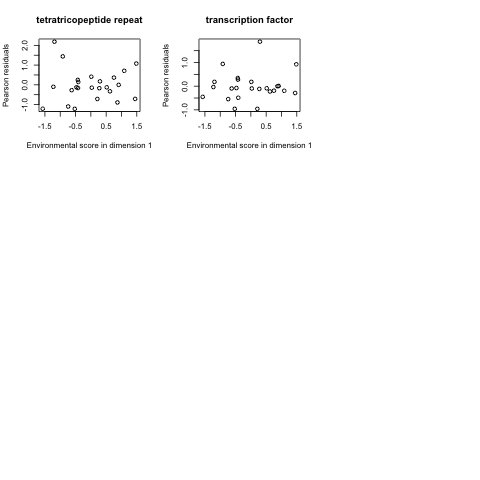 tetratricopeptide repeat
Pearson residuals
-1.0 0.0 1.0 2.0
-1.5 -0.5 0.5 1.5
Environmental score in dimension 1
transcription factor
Pearson residuals
-1.0 0.0 1.0
-1.5 -0.5 0.5 1.5
Environmental score in dimension 1